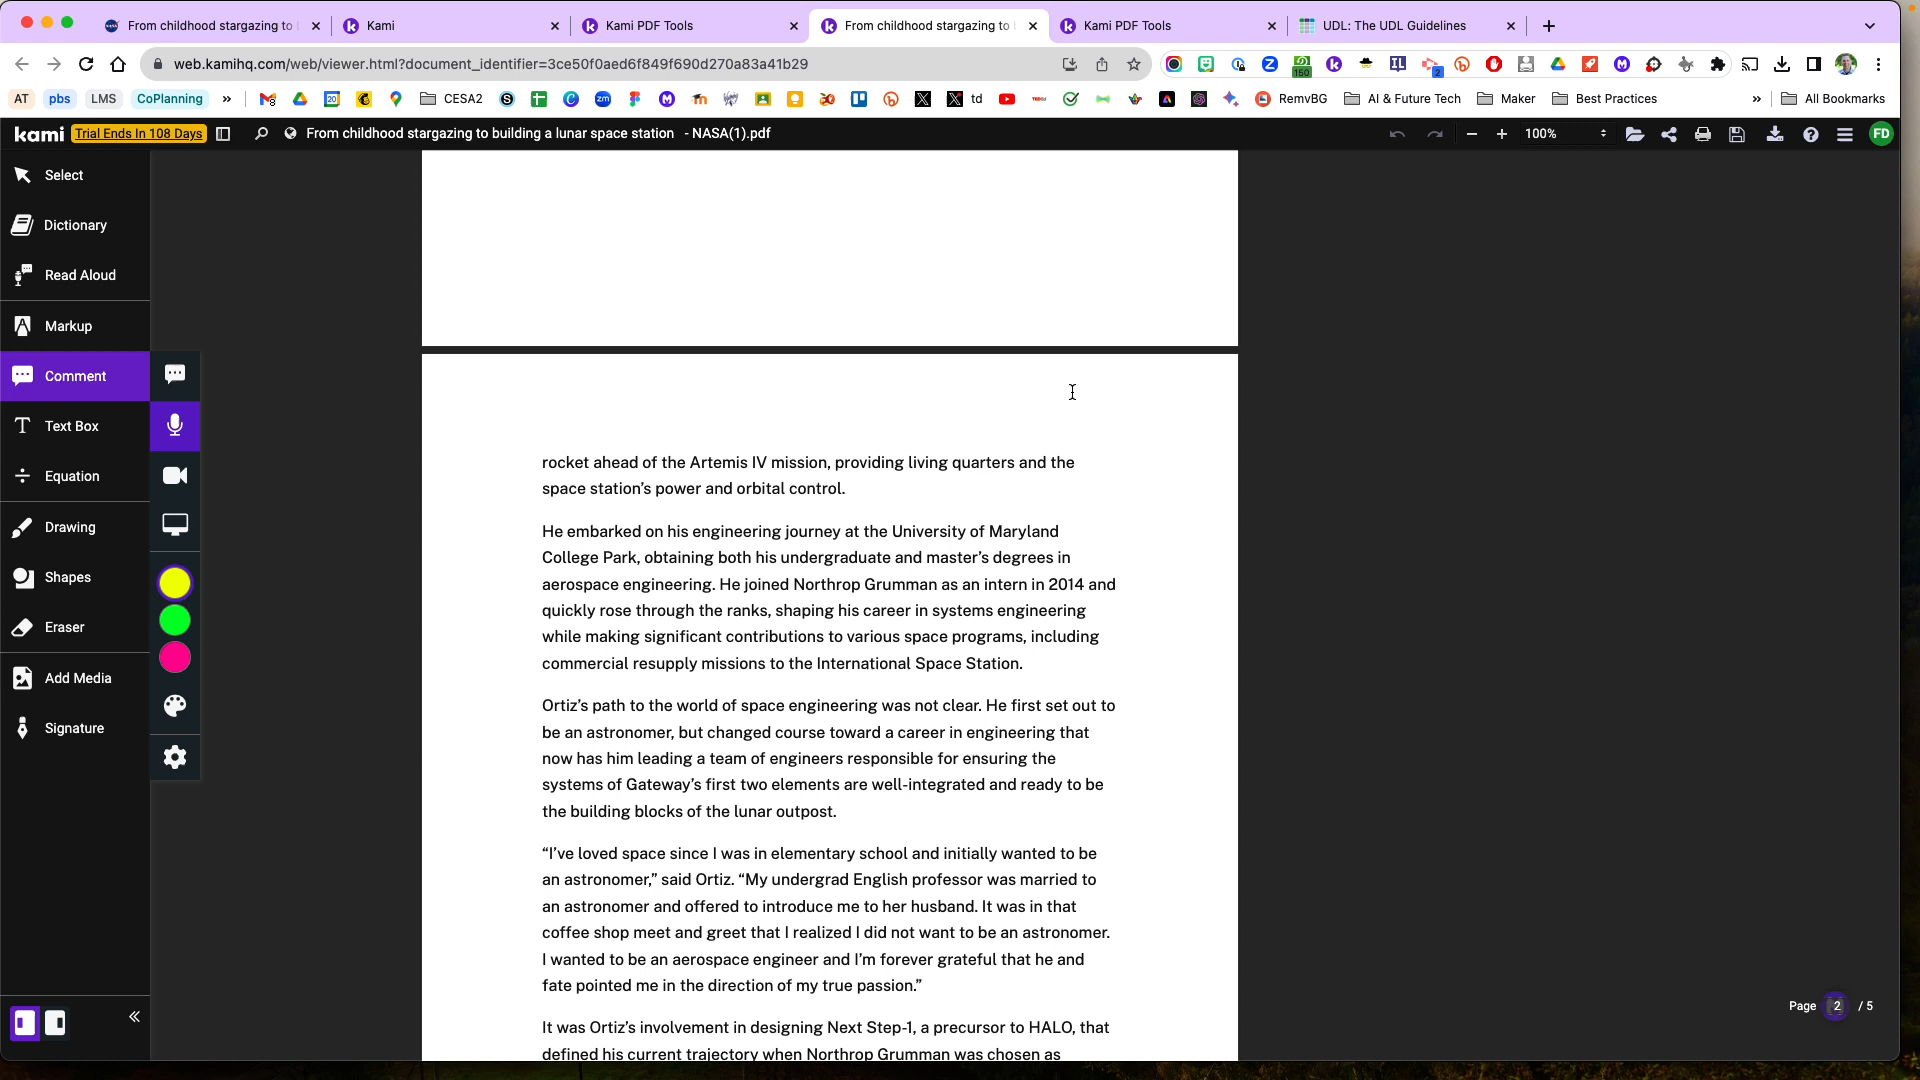 From childhood stargazing to
Kami
Kami PDF Tools
From childhood stargazing to
Kami PDF Tools
UDL: The UDL Guidelines
web.kamihq.com/web/viewer.html?document_identifier=3ce50f0aed6f849f690d270a83a41b29
AT
pbs
LMS
CoPlanning
»
CESA2
td
RemvBG
AI & Future Tech
Maker
Best Practices
»
All Bookmarks
kami
Trial Ends In 108 Days
From childhood stargazing to building a lunar space station - NASA(1).pdf
100%
FD
Select
Dictionary
Read Aloud
Markup
Comment
Text Box
Equation
Drawing
Shapes
Eraser
Add Media
Signature
rocket ahead of the Artemis IV mission, providing living quarters and the
space station’s power and orbital control.
He embarked on his engineering journey at the University of Maryland
College Park, obtaining both his undergraduate and master’s degrees in
aerospace engineering. He joined Northrop Grumman as an intern in 2014 and
quickly rose through the ranks, shaping his career in systems engineering
while making significant contributions to various space programs, including
commercial resupply missions to the International Space Station.
Ortiz’s path to the world of space engineering was not clear. He first set out to
be an astronomer, but changed course toward a career in engineering that
now has him leading a team of engineers responsible for ensuring the
systems of Gateway’s first two elements are well-integrated and ready to be
the building blocks of the lunar outpost.
“I’ve loved space since I was in elementary school and initially wanted to be
an astronomer,” said Ortiz. “My undergrad English professor was married to
an astronomer and offered to introduce me to her husband. It was in that
coffee shop meet and greet that I realized I did not want to be an astronomer.
I wanted to be an aerospace engineer and I’m forever grateful that he and
fate pointed me in the direction of my true passion.”
It was Ortiz’s involvement in designing Next Step-1, a precursor to HALO, that
defined his current trajectory when Northrop Grumman was chosen as
Page 2 / 5